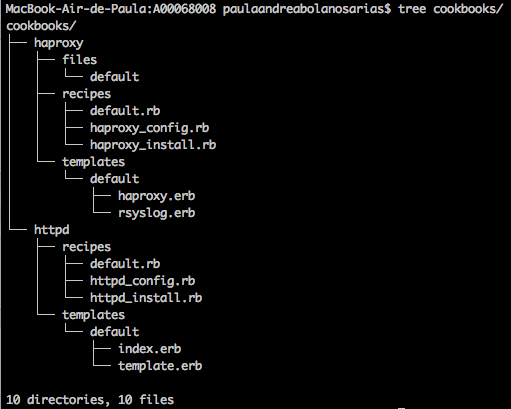 MacBook-Air-de-Paula:A00068008 paulaandreabolanosarias$ tree cookbooks/
cookbooks/
├── haproxy
│   ├── files
│   │   └── default
│   ├── recipes
│   │   ├── default.rb
│   │   ├── haproxy_config.rb
│   │   └── haproxy_install.rb
│   └── templates
│       └── default
│           ├── haproxy.erb
│           └── rsyslog.erb
└── httpd
    ├── recipes
    │   ├── default.rb
    │   ├── httpd_config.rb
    │   └── httpd_install.rb
    └── templates
        └── default
            ├── index.erb
            └── template.erb

10 directories, 10 files